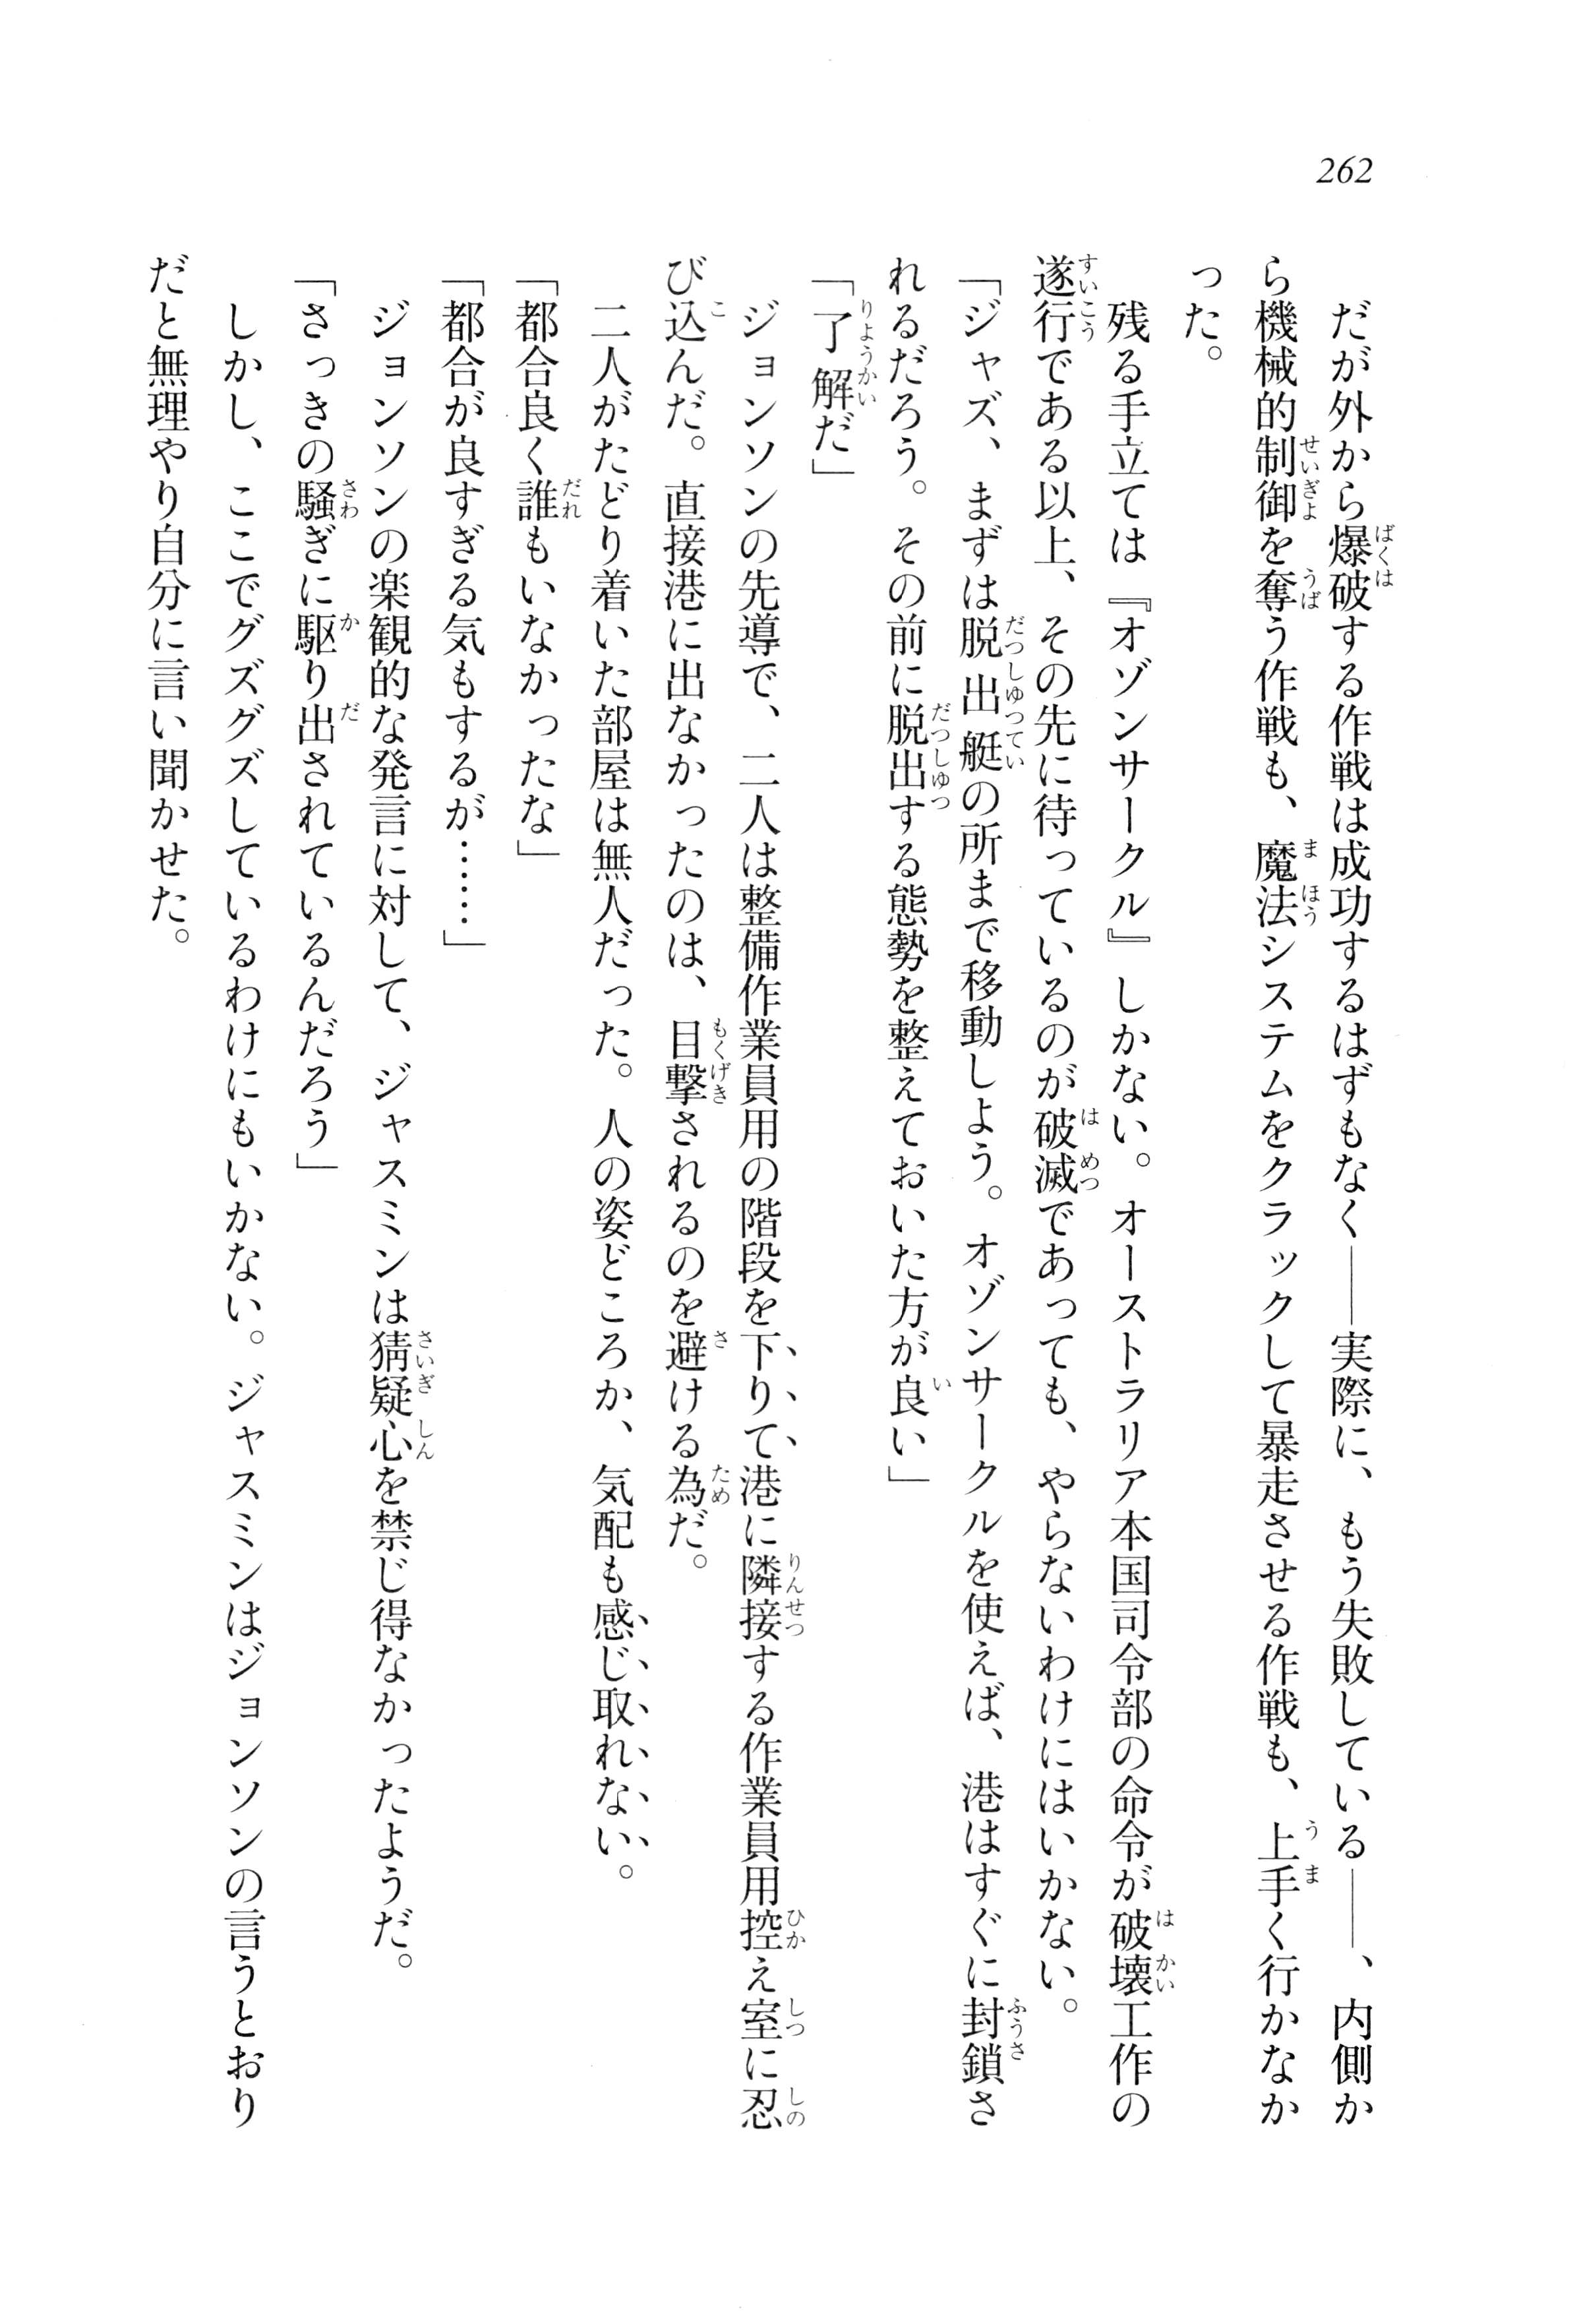 262
だが外から爆破する作戦は成功するはずもなく――実際に、もう失敗している――、内側か
ら機械的制御を奪う作戦も、魔法システムをクラックして暴走させる作戦も、上手く行かなか
った。
残る手立ては『オゾンサークル』しかない。オーストラリア本国司令部の命令が破壊工作の
遂行である以上、その先に待っているのが破滅であっても、やらないわけにはいかない。
「ジャズ、まずは脱出艇の所まで移動しよう。オゾンサークルを使えば、港はすぐに封鎖さ
れるだろう。その前に脱出する態勢を整えておいた方が良い」
「了解だ」
ジョンソンの先導で、二人は整備作業員用の階段を下りて港に隣接する作業員用控え室に忍
び込んだ。直接港に出なかったのは、目撃されるのを避ける為だ。
二人がたどり着いた部屋は無人だった。人の姿どころか、気配も感じ取れない。
「都合良く誰もいなかったな」
「都合が良すぎる気もするが……」
ジョンソンの楽観的な発言に対して、ジャスミンは猜疑心を禁じ得なかったようだ。
「さっきの騒ぎに駆り出されているんだろう」
しかし、ここでグズグズしているわけにもいかない。ジャスミンはジョンソンの言うとおり
だと無理やり自分に言い聞かせた。